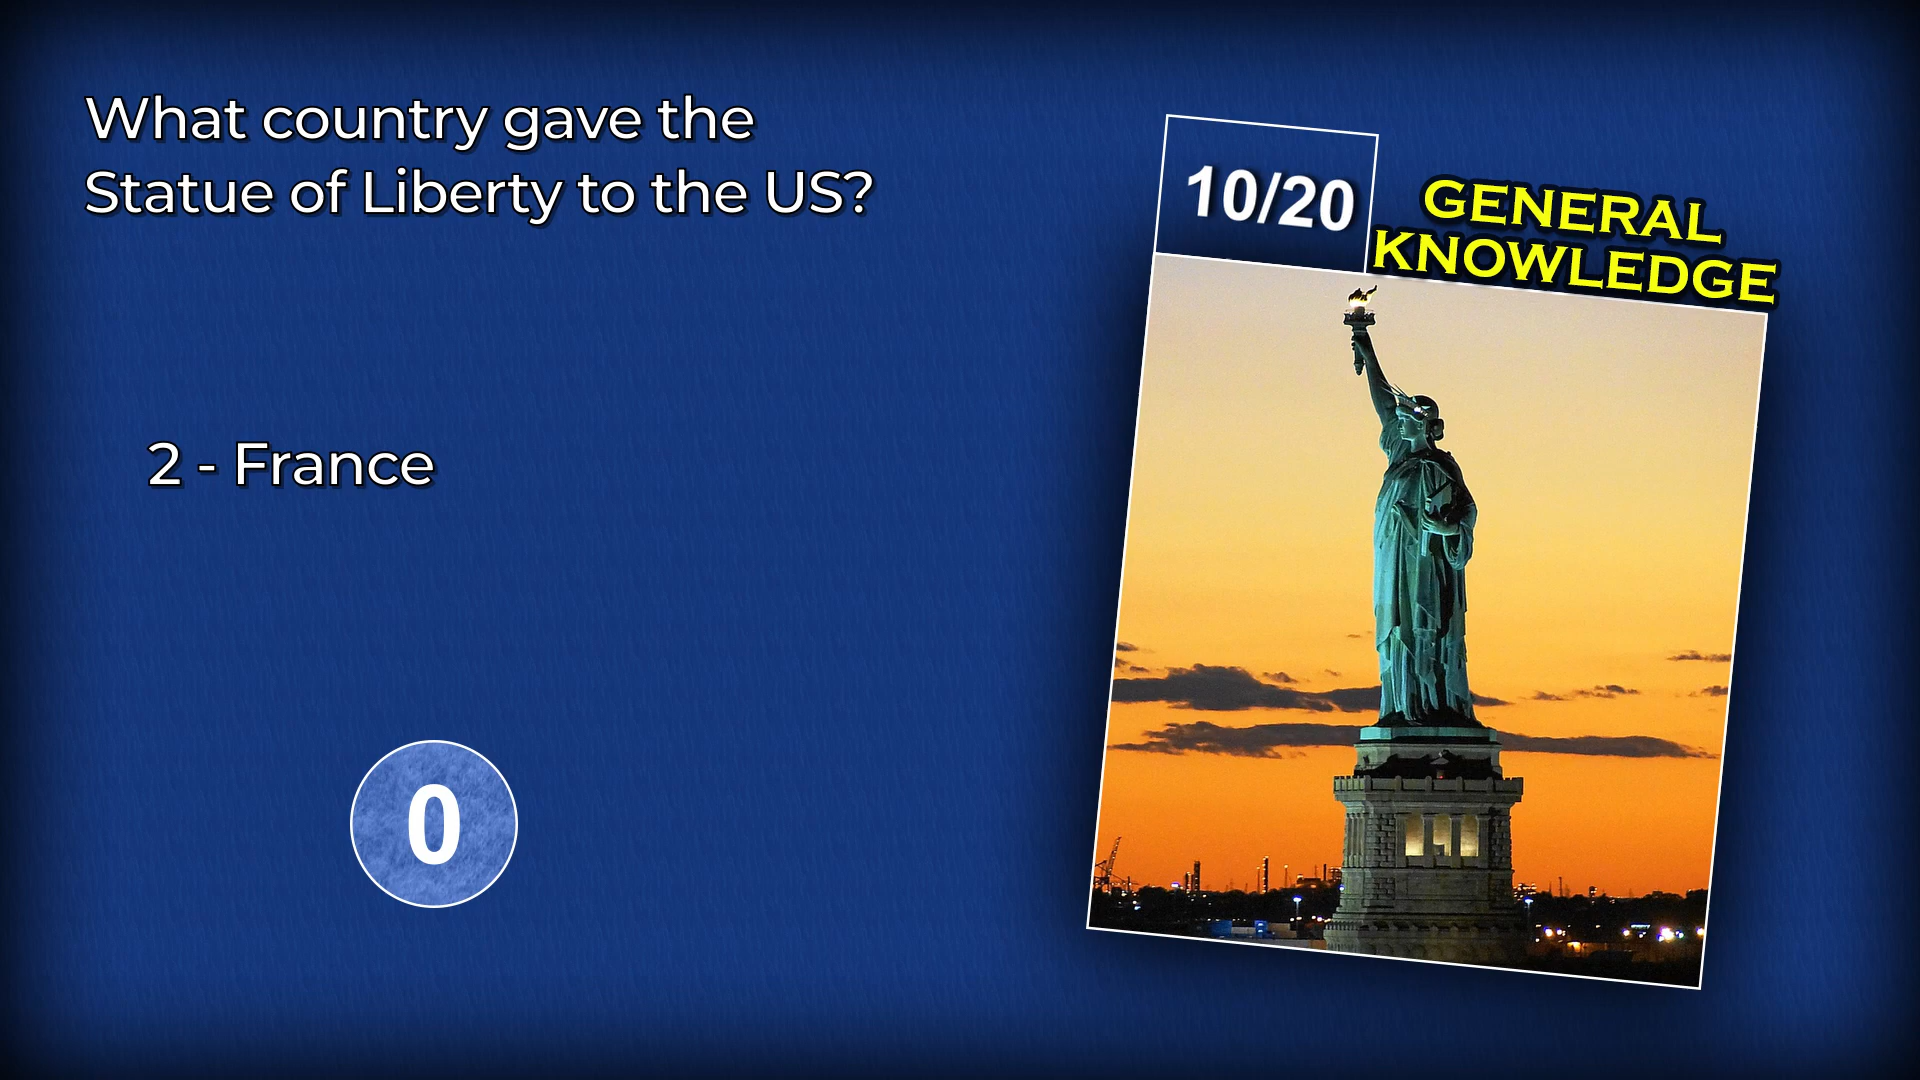 What country gave the
Statue of Liberty to the US?
2 - France
0
10/20
GENERAL
KNOWLEDGE